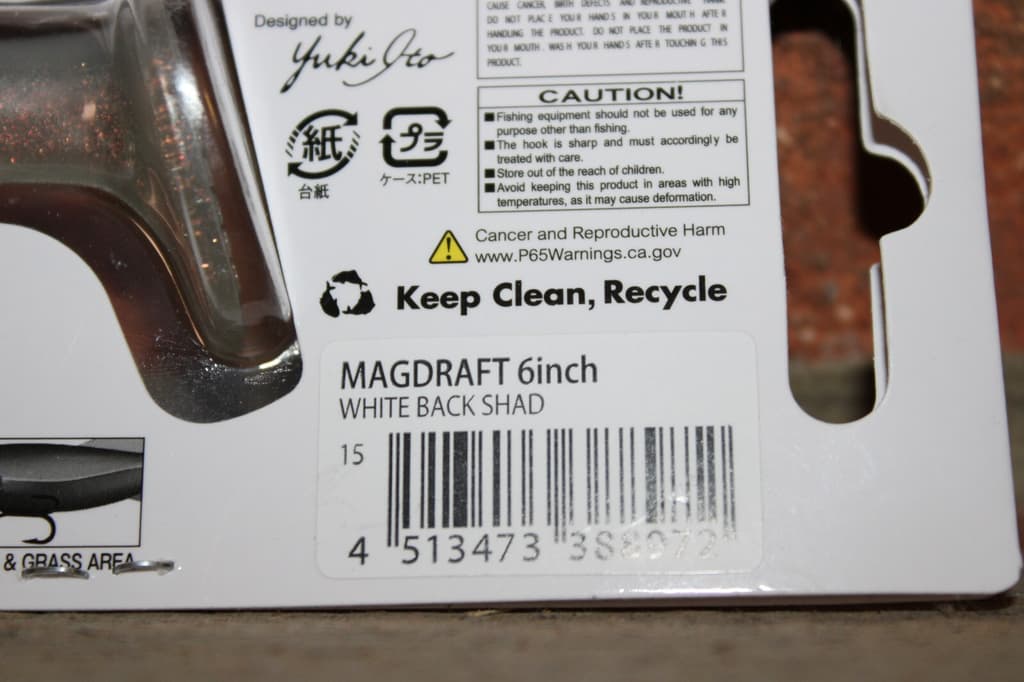 Designed by
Yuki Ito
CAUSE CANCER, BIRTH DEFECTS AND REPRODUCTIVE HARM.
DO NOT PLACE YOUR HANDS IN YOUR MOUTH AFTER
HANDLING THE PRODUCT. DO NOT PLACE THE PRODUCT IN
YOUR MOUTH. WASH YOUR HANDS AFTER TOUCHING THIS
PRODUCT.
CAUTION!
■Fishing equipment should not be used for any
purpose other than fishing.
■The hook is sharp and must accordingly be
treated with care.
■Store out of the reach of children.
■Avoid keeping this product in areas with high
temperatures, as it may cause deformation.
紙
台紙
プラ
ケース:PET
Cancer and Reproductive Harm
www.P65Warnings.ca.gov
Keep Clean, Recycle
MAGDRAFT 6inch
WHITE BACK SHAD
15
4 513473 388972
& GRASS AREA